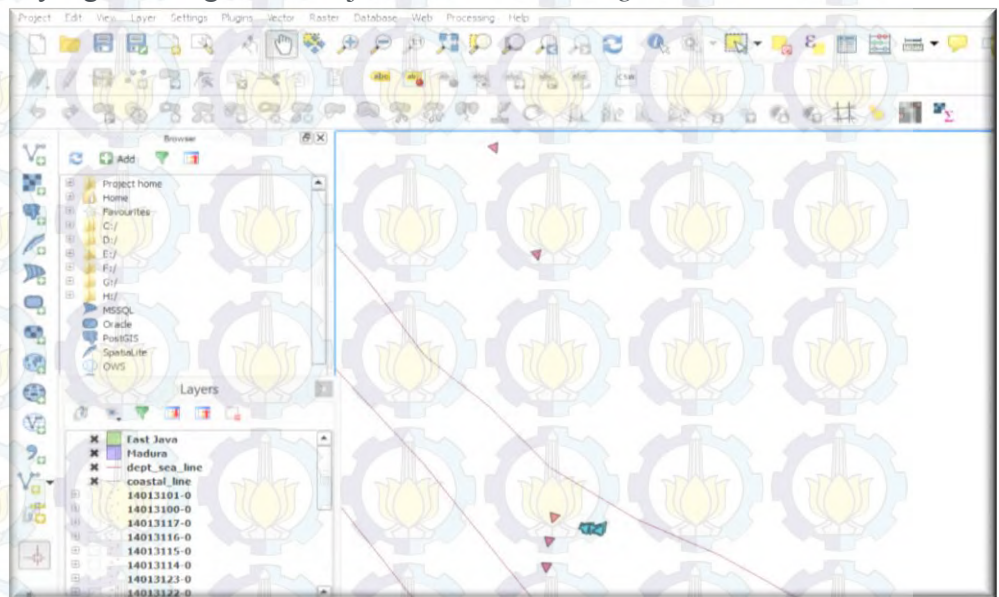 Project Edit View Layer Settings Plugins Vector Raster Database Web Processing Help
Browser
Add
Project home
Home
Favourites
C:/
D:/
E:/
F:/
G:/
H:/
MSSQL
Oracle
PostGIS
SpatiaLite
OWS
Layers
East Java
Madura
dept_sea_line
coastal_line
14013101-0
14013100-0
14013117-0
14013116-0
14013115-0
14013114-0
14013123-0
14013122-0